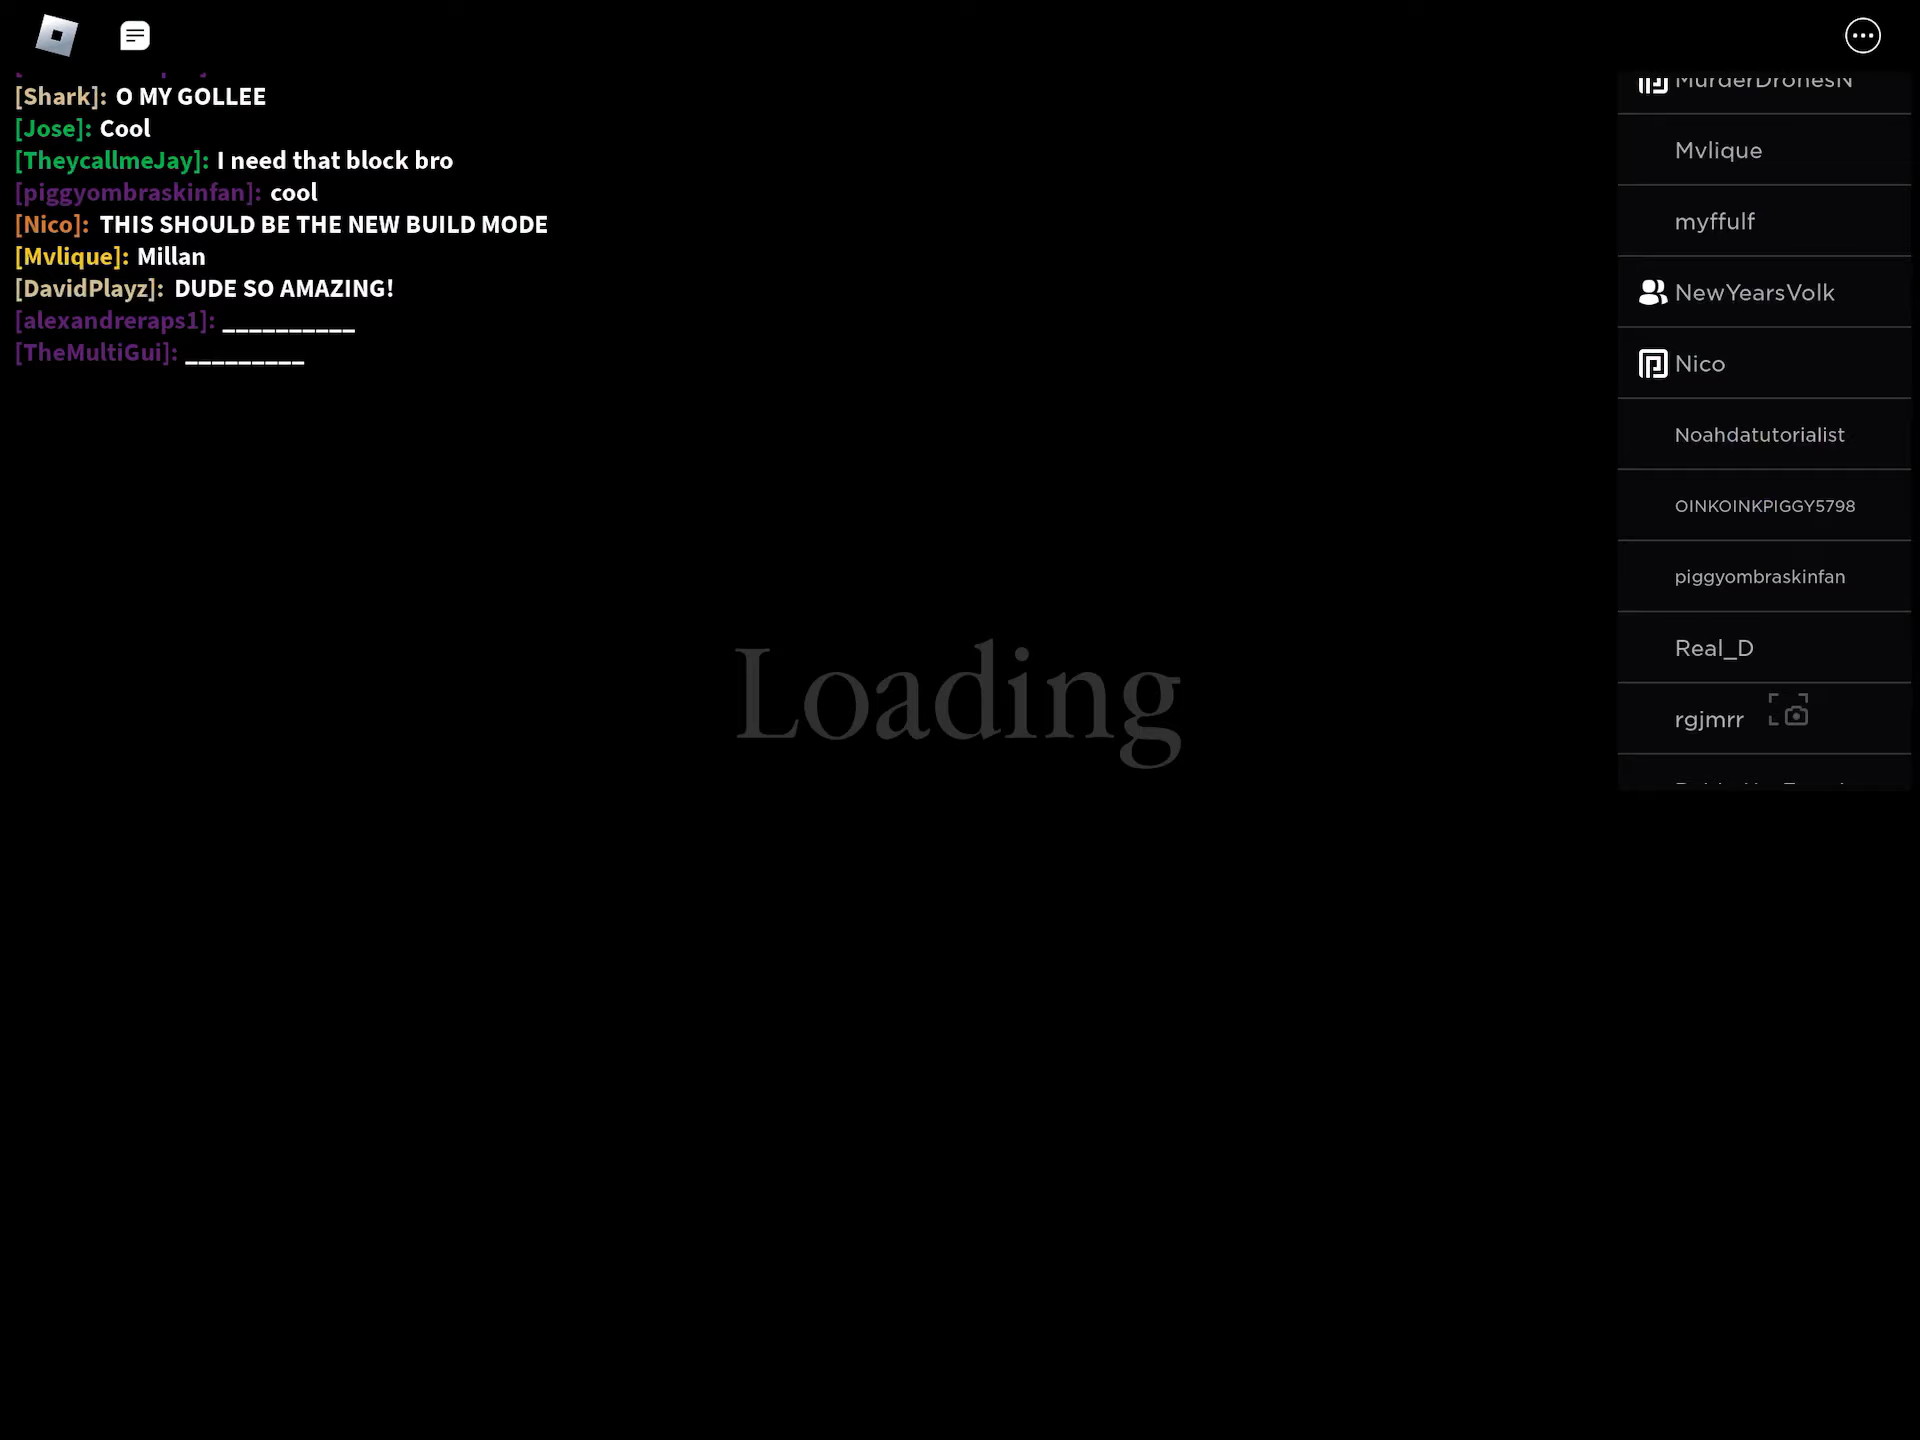 [Shark]: O MY GOLLEE
[Jose]: Cool
[TheycallmeJay]: I need that block bro
[piggyombraskinfan]: cool
[Nico]: THIS SHOULD BE THE NEW BUILD MODE
[Mvlique]: Millan
[DavidPlayz]: DUDE SO AMAZING!
[alexandreraps1]: __________
[TheMultiGui]: _________
MurderDronesN
Mvlique
myffulf
NewYearsVolk
Nico
Noahdatutorialist
OINKOINKPIGGY5798
piggyombraskinfan
Real_D
rgjmrr
Loading